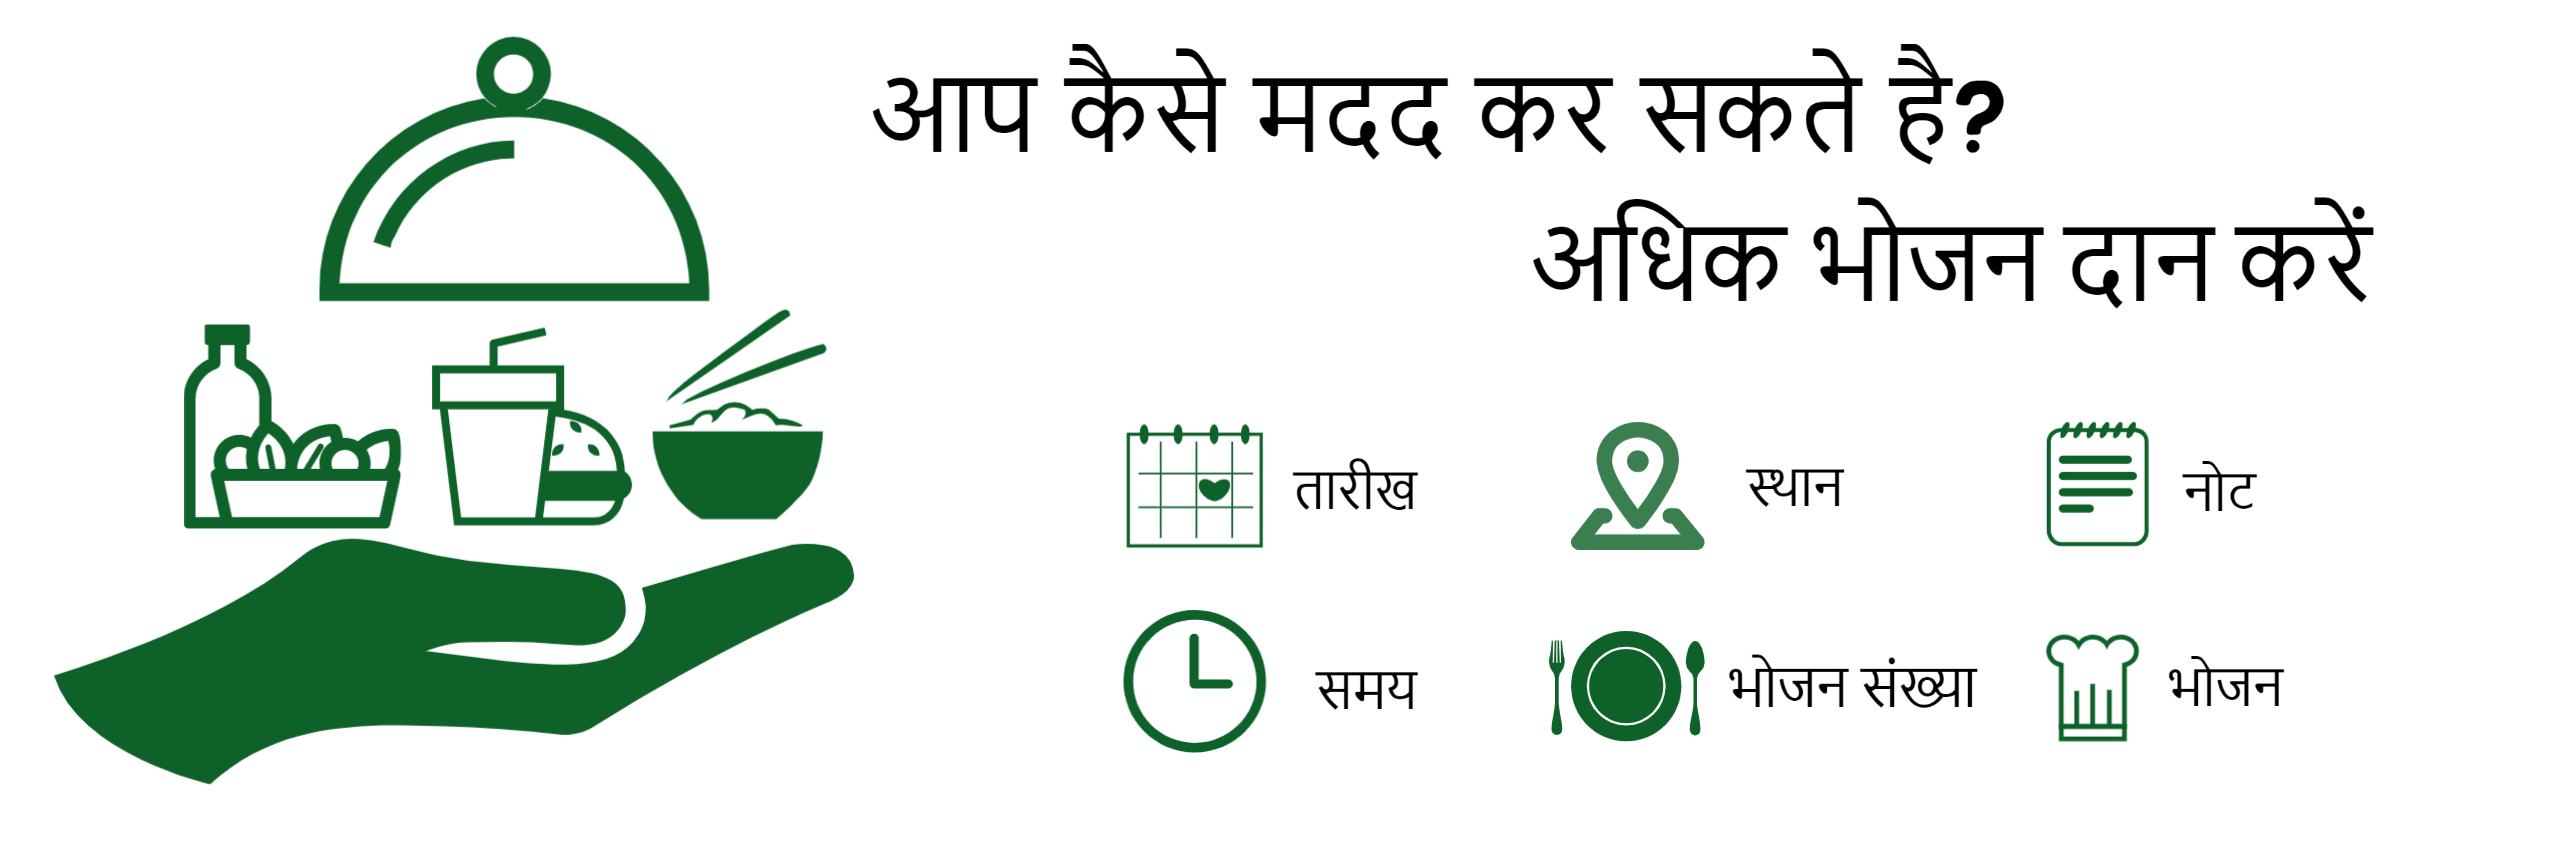 आप कैसे मदद कर सकते है?
अधिक भोजन दान करें
तारीख
स्थान
नोट
समय
भोजन संख्या
भोजन